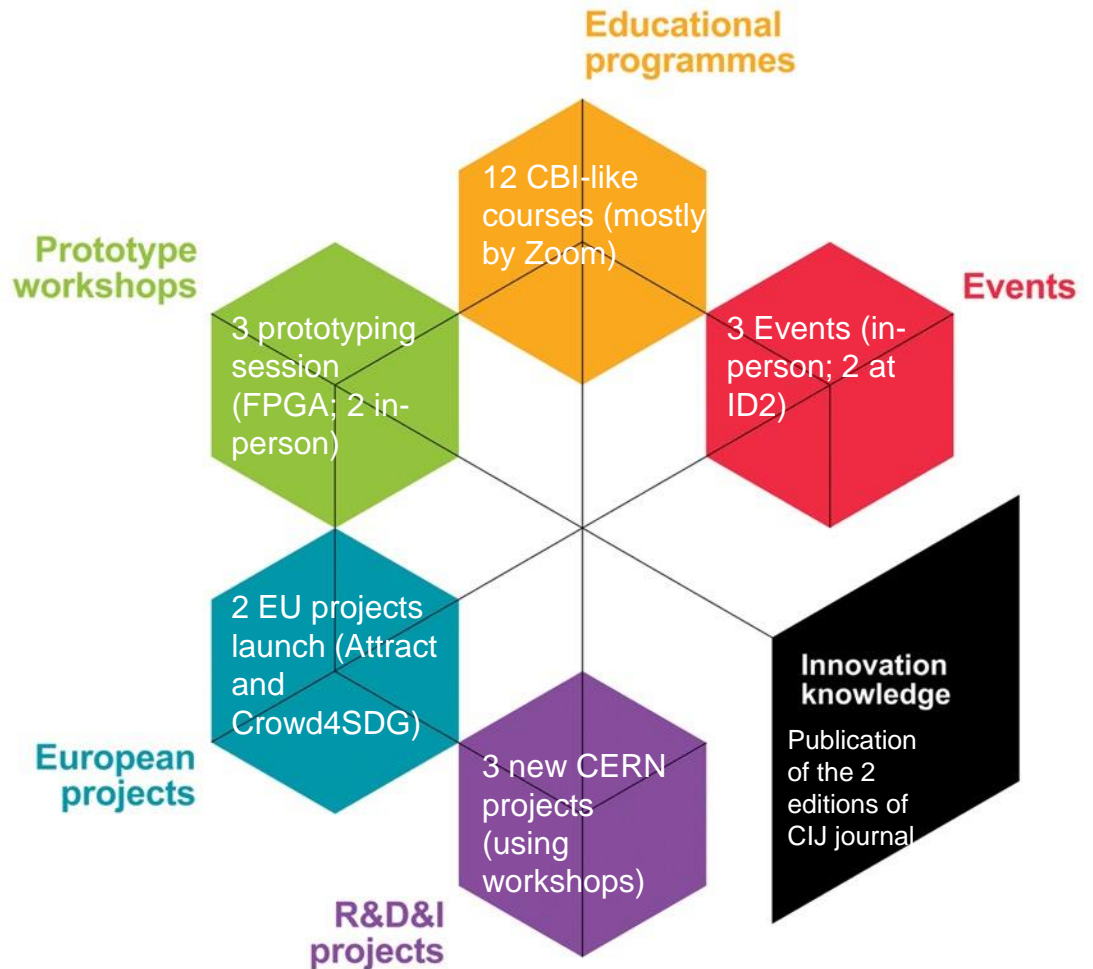 Educational
programmes
12 CBI-like
courses (mostly
by Zoom)
Prototype
workshops
3 prototyping
session
(FPGA; 2 in-
person)
Events
3 Events (in-
person; 2 at
ID2)
2 EU projects
launch (Attract
and
Crowd4SDG)
European
projects
3 new CERN
projects
(using
workshops)
R&D&I
projects
Innovation
knowledge
Publication
of the 2
editions of
CIJ journal